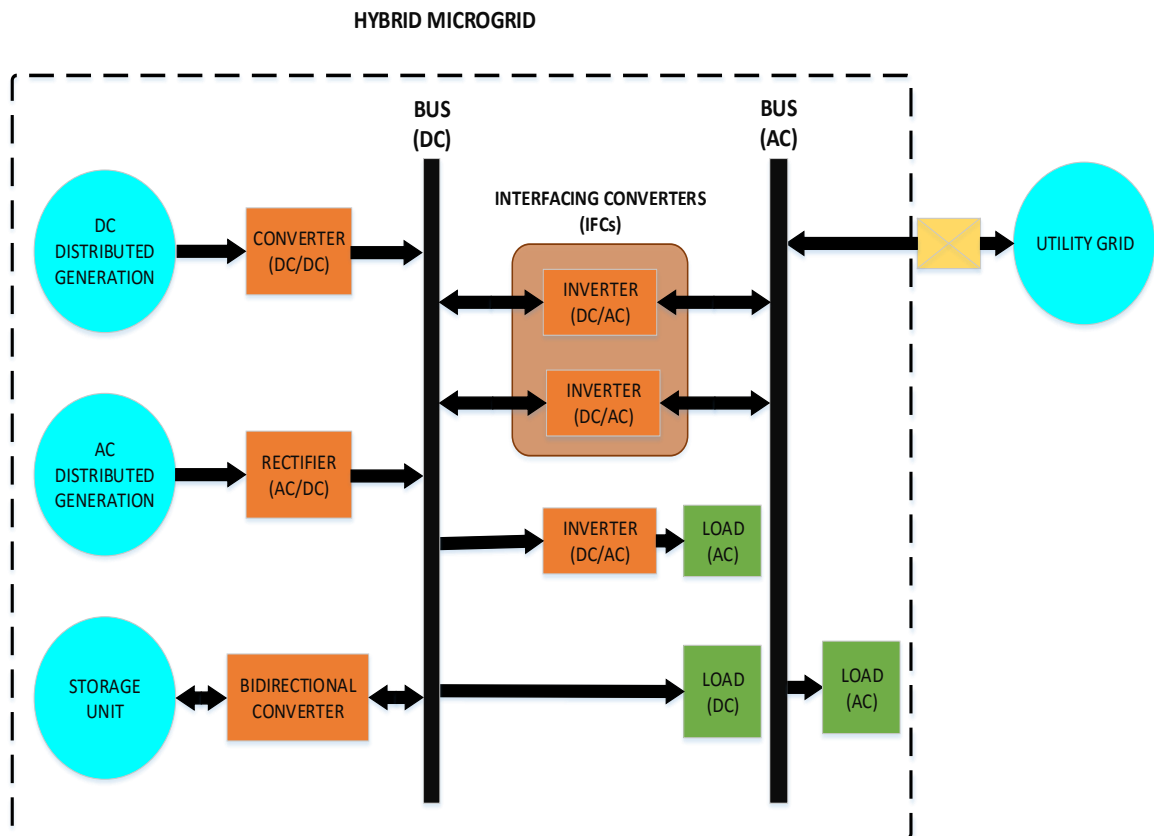 HYBRID MICROGRID
BUS
(DC)
BUS
(AC)
INTERFACING CONVERTERS
(IFCs)
DC
DISTRIBUTED
GENERATION
CONVERTER
(DC/DC)
INVERTER
(DC/AC)
UTILITY GRID
INVERTER
(DC/AC)
AC
DISTRIBUTED
GENERATION
RECTIFIER
(AC/DC)
INVERTER
(DC/AC)
LOAD
(AC)
STORAGE
UNIT
BIDIRECTIONAL
CONVERTER
LOAD
(DC)
LOAD
(AC)